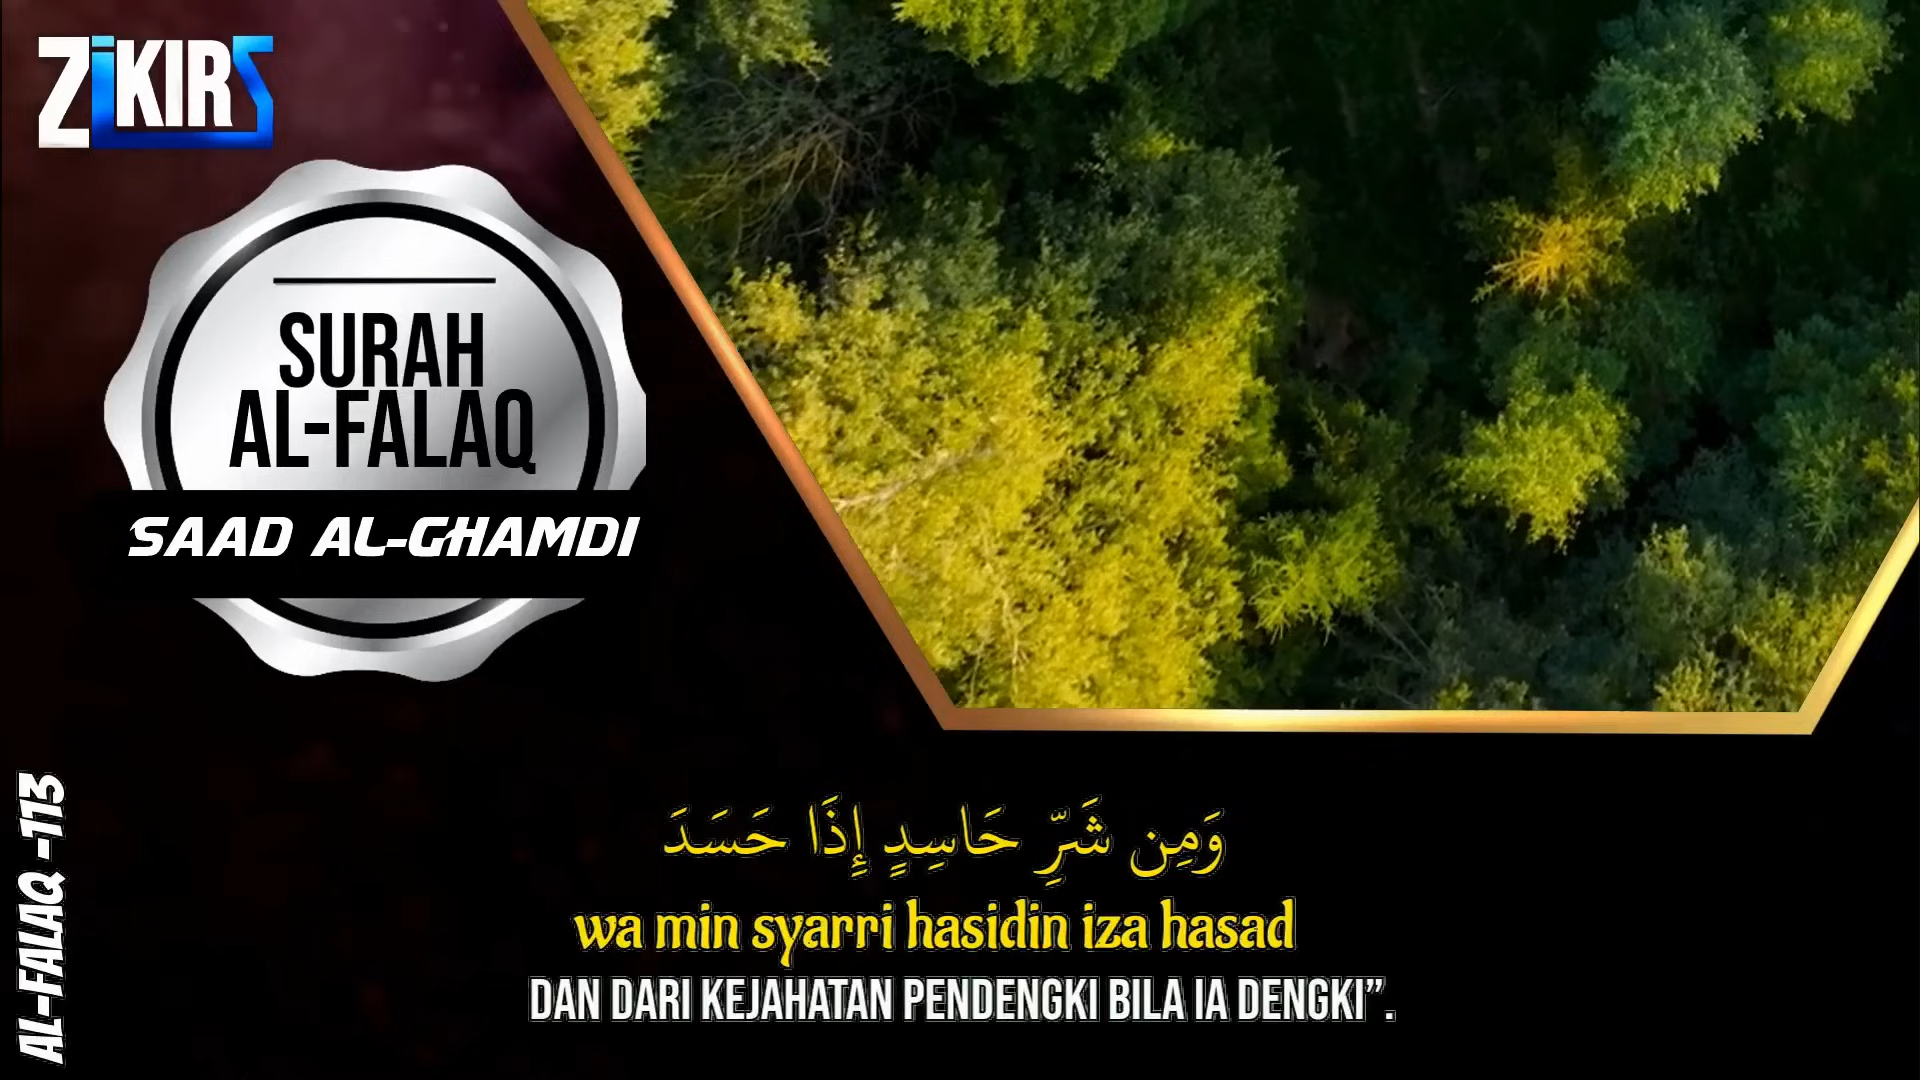 ZIKIRS
SURAH
AL-FALAQ
SAAD AL-GHAMDI
AL-FALAQ -113
وَمِن شَرِّ حَاسِدٍ إِذَا حَسَدَ
wa min syarri hasidin iza hasad
DAN DARI KEJAHATAN PENDENGKI BILA IA DENGKI”.